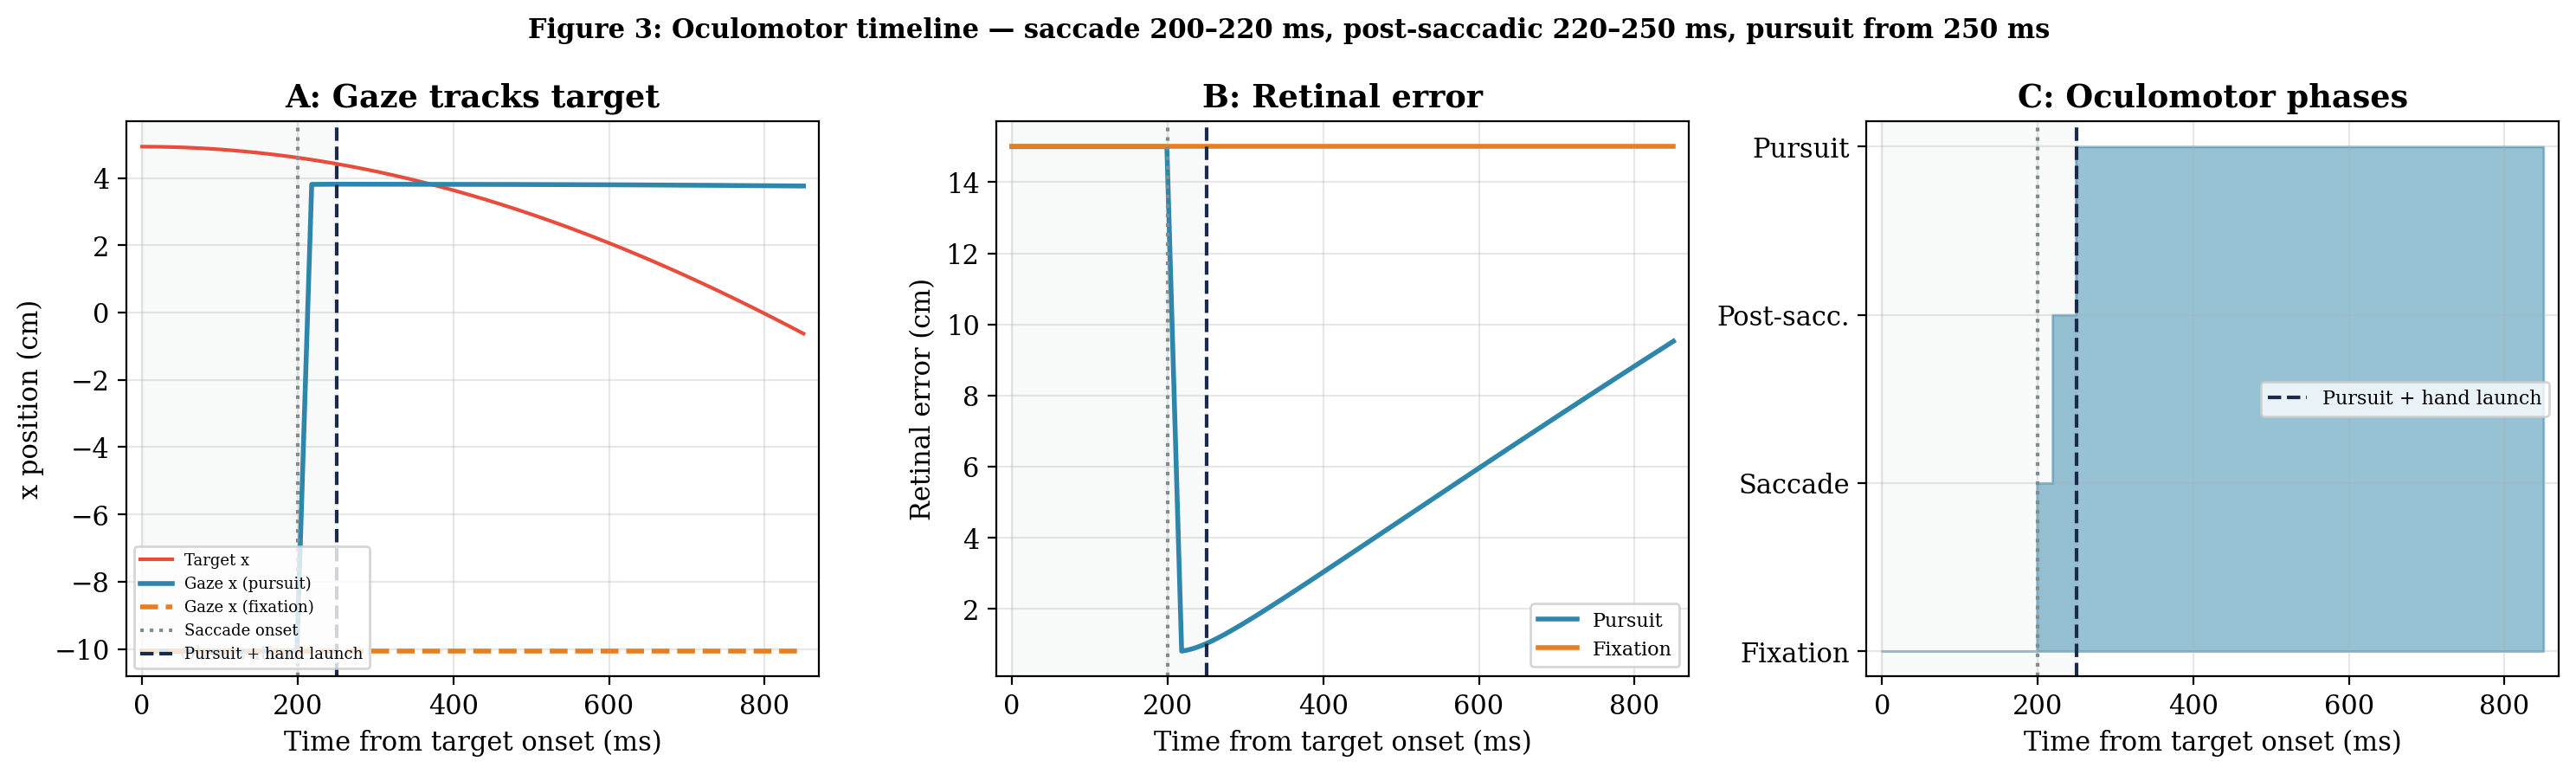 Figure 3: Oculomotor timeline — saccade 200–220 ms, post-saccadic 220–250 ms, pursuit from 250 ms
A: Gaze tracks target
x position (cm)
4
2
0
−2
−4
−6
−8
−10
Target x
Gaze x (pursuit)
Gaze x (fixation)
Saccade onset
Pursuit + hand launch
0 200 400 600 800
Time from target onset (ms)
B: Retinal error
Retinal error (cm)
14
12
10
8
6
4
2
Pursuit
Fixation
0 200 400 600 800
Time from target onset (ms)
C: Oculomotor phases
Pursuit
Post-sacc.
Saccade
Fixation
Pursuit + hand launch
0 200 400 600 800
Time from target onset (ms)